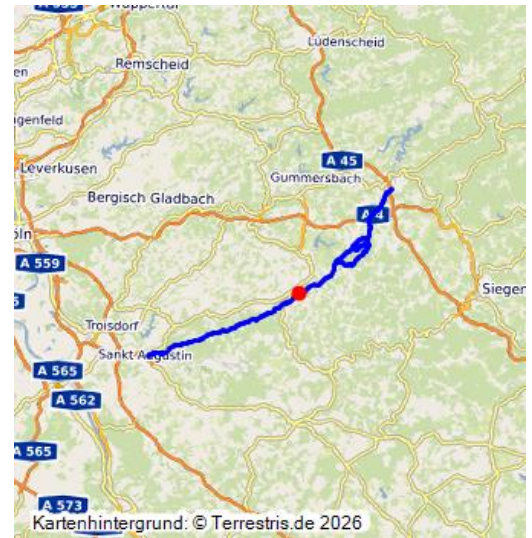 Wuppertal
Lüdenscheid
Remscheid
A 45
Leverkusen
Gummersbach
Bergisch Gladbach
A 4
A 559
Siegen
Troisdorf
Sankt Augustin
A 565
A 562
A 565
A 573
Kartenhintergrund: © Terrestris.de 2026